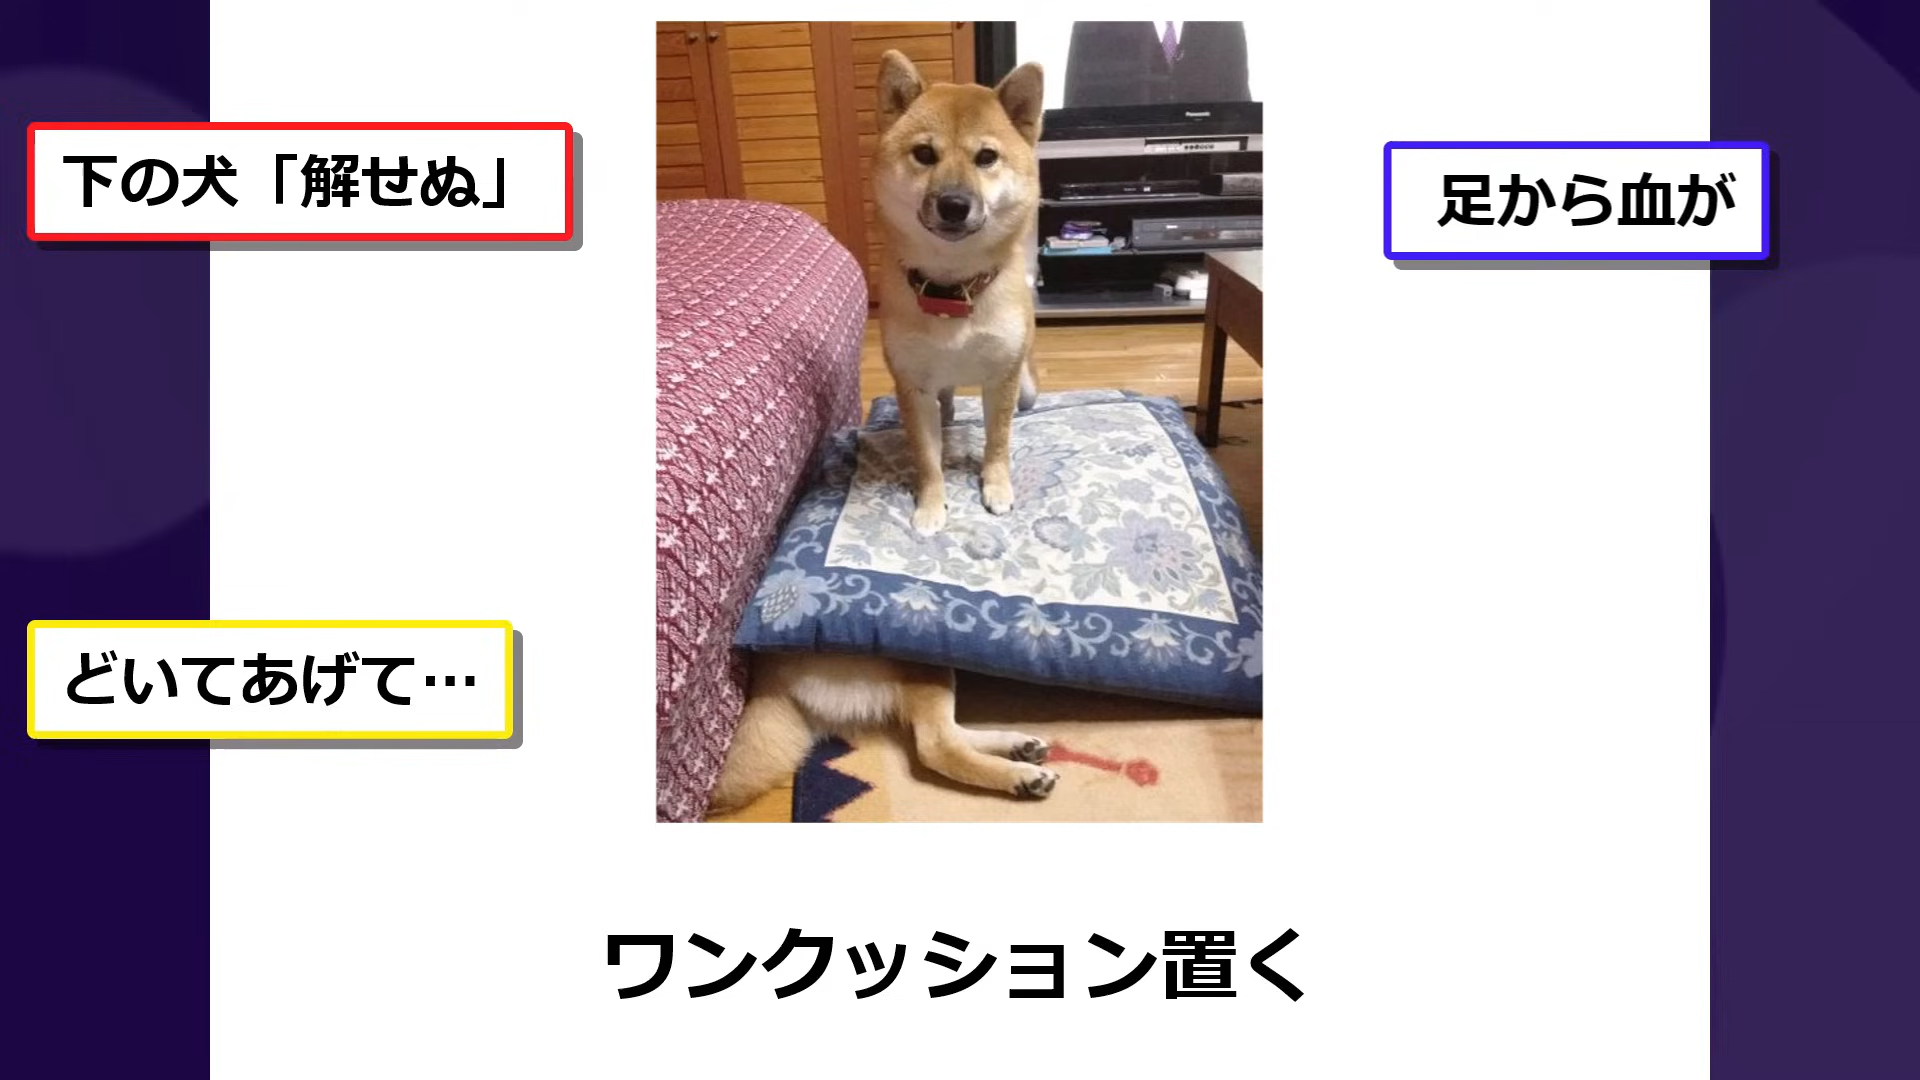 下の犬「解せぬ」
足から血が
どいてあげて…
ワンクッション置く
Panasonic